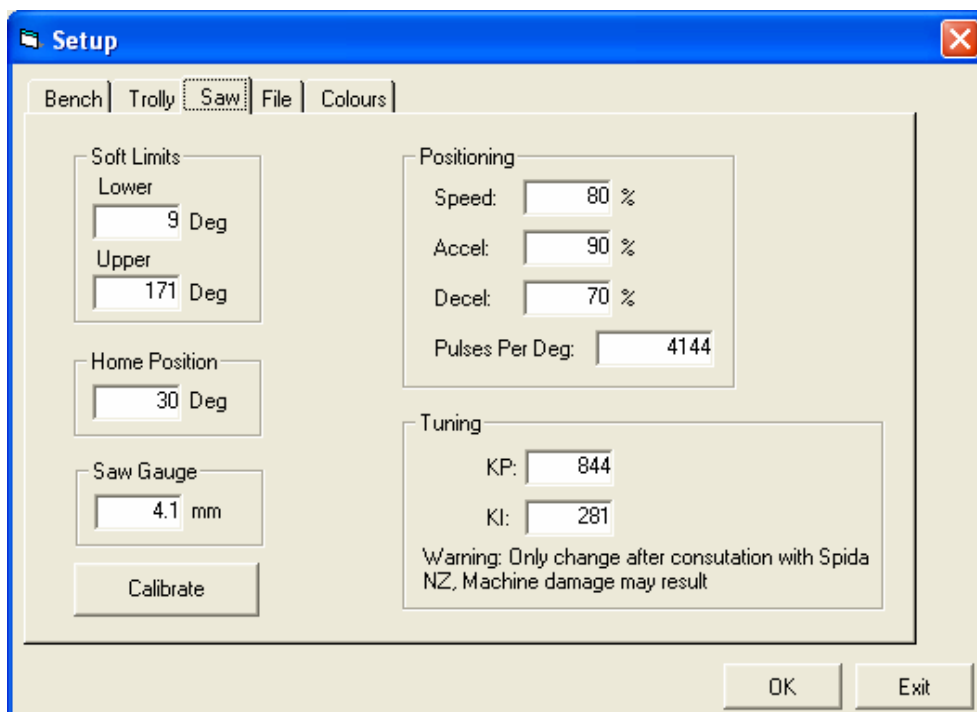 Setup
Bench Trolly Saw File Colours
Soft Limits
Lower
9 Deg
Upper
171 Deg
Home Position
30 Deg
Saw Gauge
4.1 mm
Calibrate
Positioning
Speed: 80 %
Accel: 90 %
Decel: 70 %
Pulses Per Deg: 4144
Tuning
KP: 844
KI: 281
Warning: Only change after consutation with Spida
NZ, Machine damage may result
OK Exit